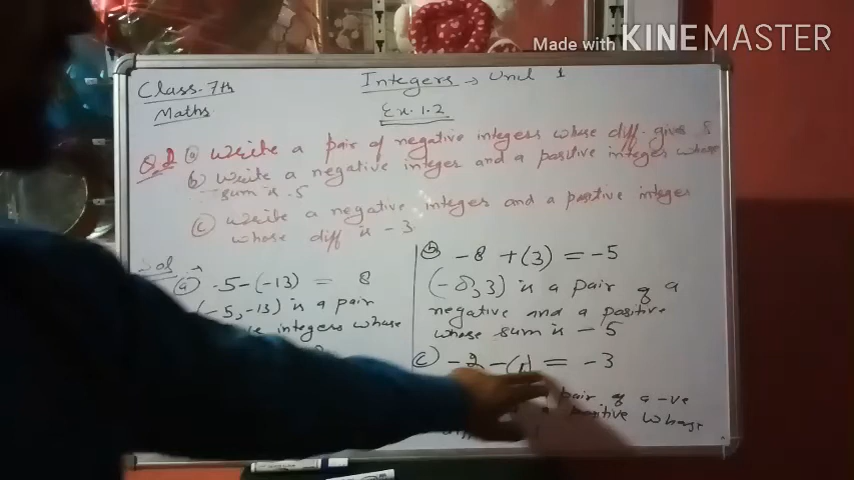 Made with KINEMASTER
Class-7th
Integers → Unit 1
Maths
Ex.1.2
Q.2 (a) Write a pair of negative integers whose diff. gives 8
(b) Write a negative integer and a positive integer whose
sum is -5
(c) Write a negative integer and a positive integer
whose diff is -3
Sol →
(a) -5-(-13) = 8
(-5,-13) is a pair
integers whose
(b) -8 +(3) = -5
(-8,3) is a pair of a
negative and a positive
whose sum is -5
(c) -2 -(1) = -3
pair of a -ve
positive whose